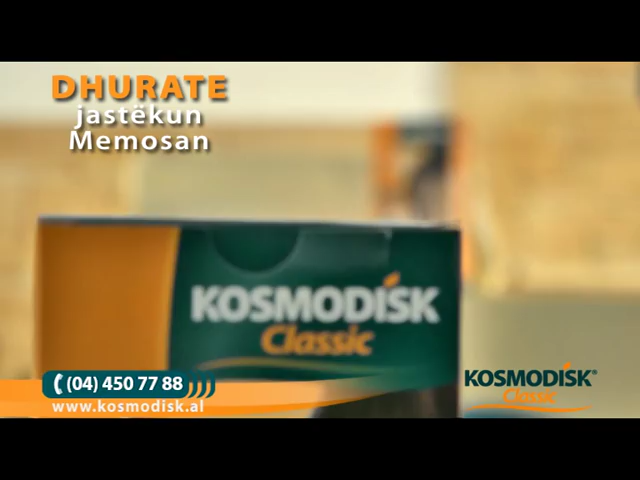 DHURATE
jastëkun
Memosan
KOSMODISK
Classic
(04) 450 77 88
www.kosmodisk.al
KOSMODISK®
Classic